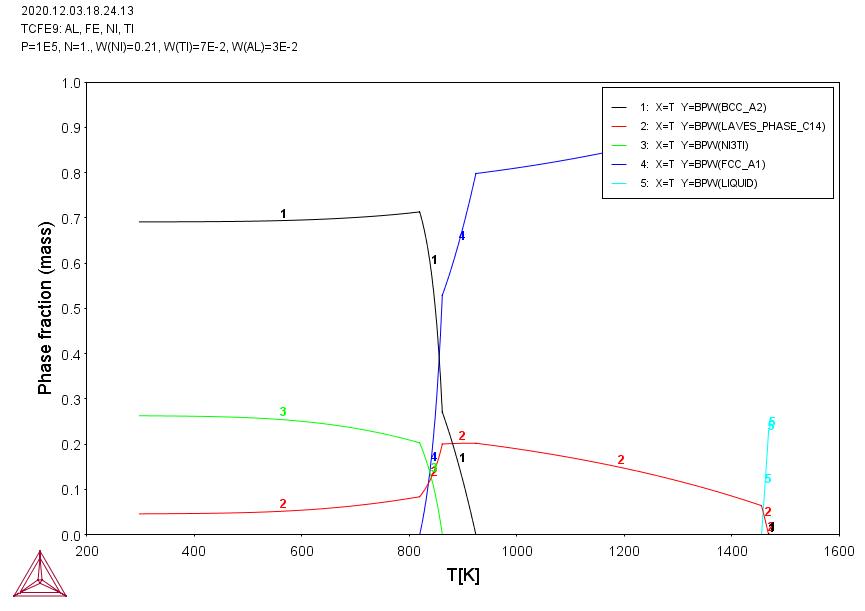 2020.12.03.18.24.13
TCFE9: AL, FE, NI, TI
P=1E5, N=1., W(NI)=0.21, W(TI)=7E-2, W(AL)=3E-2
1: X=T Y=BPW(BCC_A2)
2: X=T Y=BPW(LAVES_PHASE_C14)
3: X=T Y=BPW(NI3TI)
4: X=T Y=BPW(FCC_A1)
5: X=T Y=BPW(LIQUID)
Phase fraction (mass)
1.0
0.9
0.8
0.7
0.6
0.5
0.4
0.3
0.2
0.1
0.0
1
1
4
3
2
4
2
1
2
2
5
5
2
200 400 600 800 1000 1200 1400 1600
T[K]